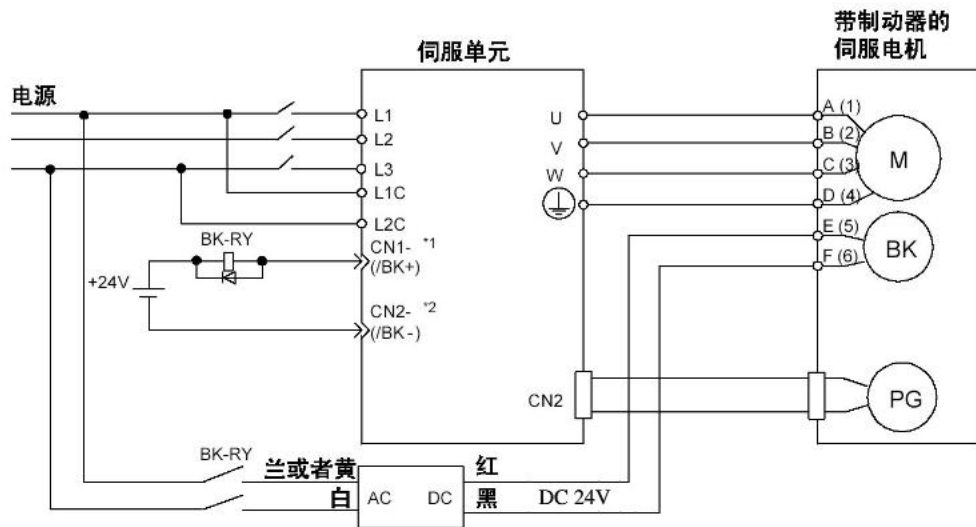 带制动器的
伺服电机
伺服单元
电源
L1
L2
L3
L1C
L2C
U
V
W
A (1)
B (2)
C (3)
D (4)
E (5)
F (6)
M
BK
PG
BK-RY
+24V
CN1- *1
(/BK+)
CN2- *2
(/BK-)
CN2
BK-RY
兰或者黄
白
AC
DC
红
黑
DC 24V